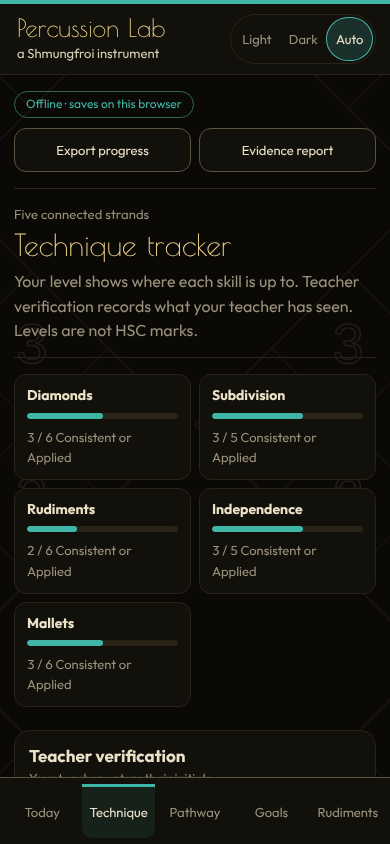 Percussion Lab
a Shmungfroi instrument
Light Dark Auto
Offline · saves on this browser
Export progress
Evidence report
Five connected strands
Technique tracker
Your level shows where each skill is up to. Teacher
verification records what your teacher has seen.
Levels are not HSC marks.
3 3
Diamonds
3 / 6 Consistent or
Applied
Subdivision
3 / 5 Consistent or
Applied
Rudiments
2 / 6 Consistent or
Applied
Independence
3 / 5 Consistent or
Applied
Mallets
3 / 6 Consistent or
Applied
Teacher verification
Today Technique Pathway Goals Rudiments